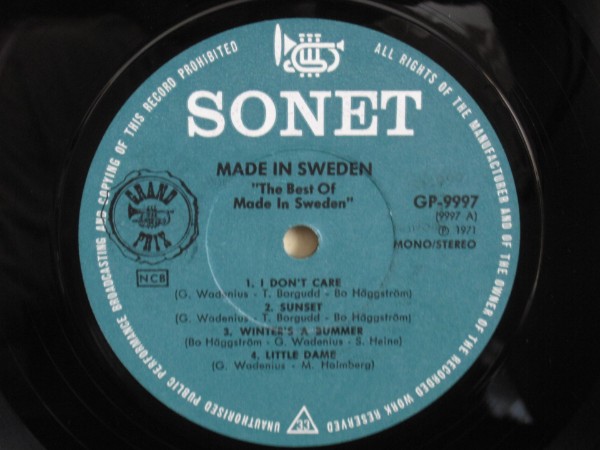 SONET
MADE IN SWEDEN
"The Best Of
Made In Sweden"
GP-9997
(9997-A)
Ⓟ 1971
MONO/STEREO
GRAND
PRIX
NCB
1. I DON'T CARE
(G. Wadenius - T. Borgudd - Bo Häggström)
2. SUNSET
(G. Wadenius - T. Borgudd - Bo Häggström)
3. WINTER'S A BUMMER
(Bo Häggström - G. Wadenius - S. Heine)
4. LITTLE DAME
(G. Wadenius - M. Holmberg)
33
ALL RIGHTS OF THE MANUFACTURER AND OF THE OWNER OF THE RECORDED WORK RESERVED
UNAUTHORISED PUBLIC PERFORMANCE BROADCASTING AND COPYING OF THIS RECORD PROHIBITED